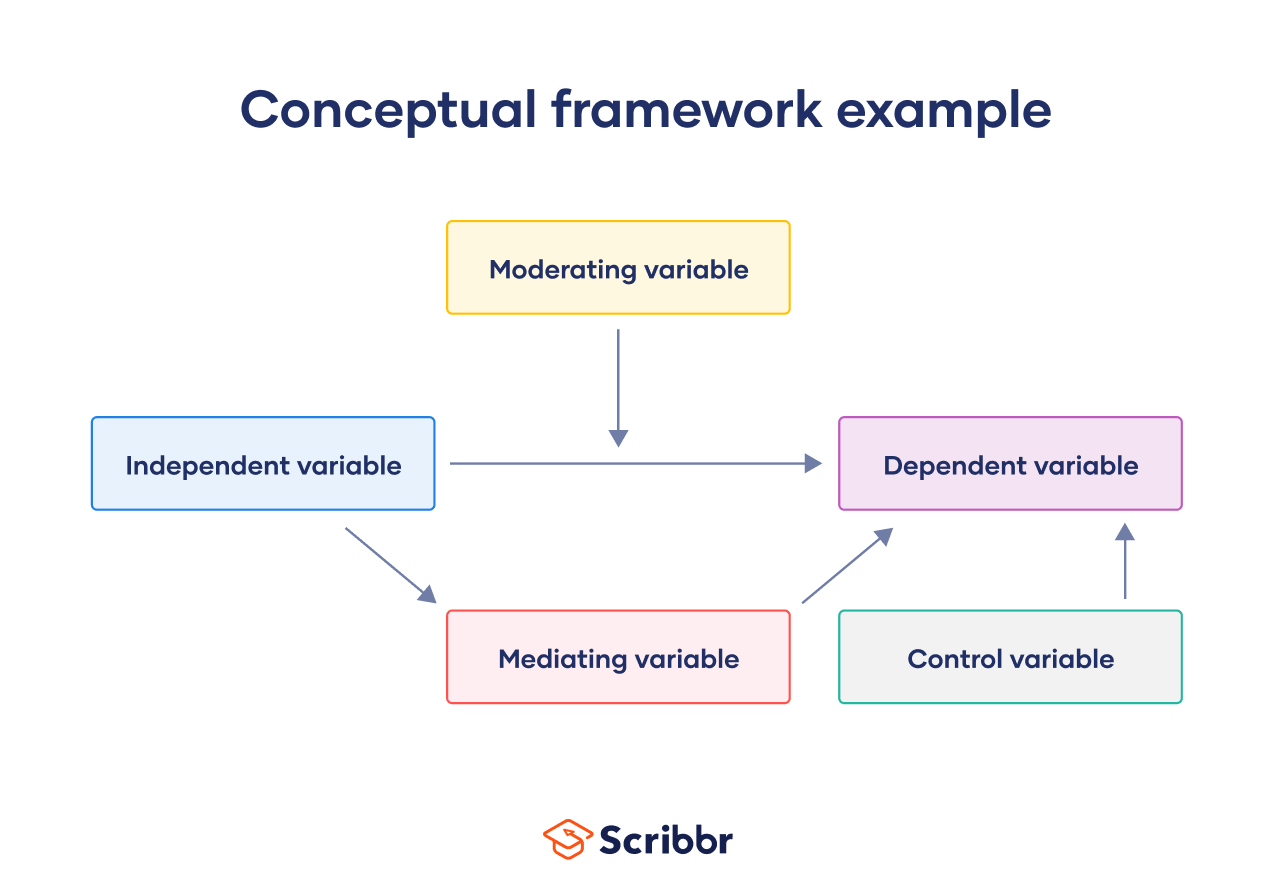 Conceptual framework example
Moderating variable
Independent variable
Dependent variable
Mediating variable
Control variable
Scribbr